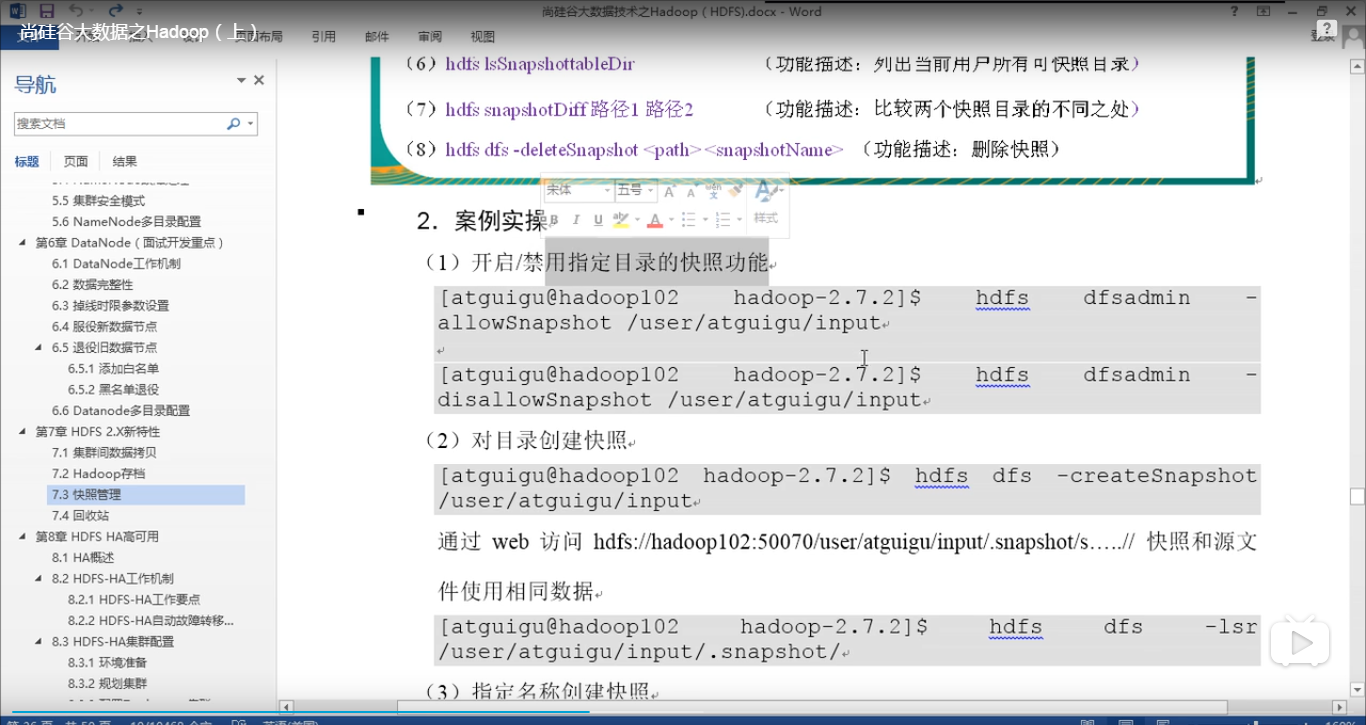 尚硅谷大数据技术之Hadoop（HDFS).docx - Word
尚硅谷大数据之Hadoop（上）
文件
页面布局
引用
邮件
审阅
视图
登录
导航
搜索文档
标题
页面
结果
5.5 集群安全模式
5.6 NameNode多目录配置
第6章 DataNode（面试开发重点）
6.1 DataNode工作机制
6.2 数据完整性
6.3 掉线时限参数设置
6.4 服役新数据节点
6.5 退役旧数据节点
6.5.1 添加白名单
6.5.2 黑名单退役
6.6 Datanode多目录配置
第7章 HDFS 2.X新特性
7.1 集群间数据拷贝
7.2 Hadoop存档
7.3 快照管理
7.4 回收站
第8章 HDFS HA高可用
8.1 HA概述
8.2 HDFS-HA工作机制
8.2.1 HDFS-HA工作要点
8.2.2 HDFS-HA自动故障转移...
8.3 HDFS-HA集群配置
8.3.1 环境准备
8.3.2 规划集群
（6）hdfs lsSnapshottableDir （功能描述：列出当前用户所有可快照目录）
（7）hdfs snapshotDiff 路径1 路径2 （功能描述：比较两个快照目录的不同之处）
（8）hdfs dfs -deleteSnapshot <path> <snapshotName> （功能描述：删除快照）
宋体 五号
B I U
样式
2．案例实操
（1）开启/禁用指定目录的快照功能
[atguigu@hadoop102 hadoop-2.7.2]$ hdfs dfsadmin -
allowSnapshot /user/atguigu/input
[atguigu@hadoop102 hadoop-2.7.2]$ hdfs dfsadmin -
disallowSnapshot /user/atguigu/input
（2）对目录创建快照
[atguigu@hadoop102 hadoop-2.7.2]$ hdfs dfs -createSnapshot
/user/atguigu/input
通过 web 访问 hdfs://hadoop102:50070/user/atguigu/input/.snapshot/s…..// 快照和源文
件使用相同数据
[atguigu@hadoop102 hadoop-2.7.2]$ hdfs dfs -lsr
/user/atguigu/input/.snapshot/
（3）指定名称创建快照